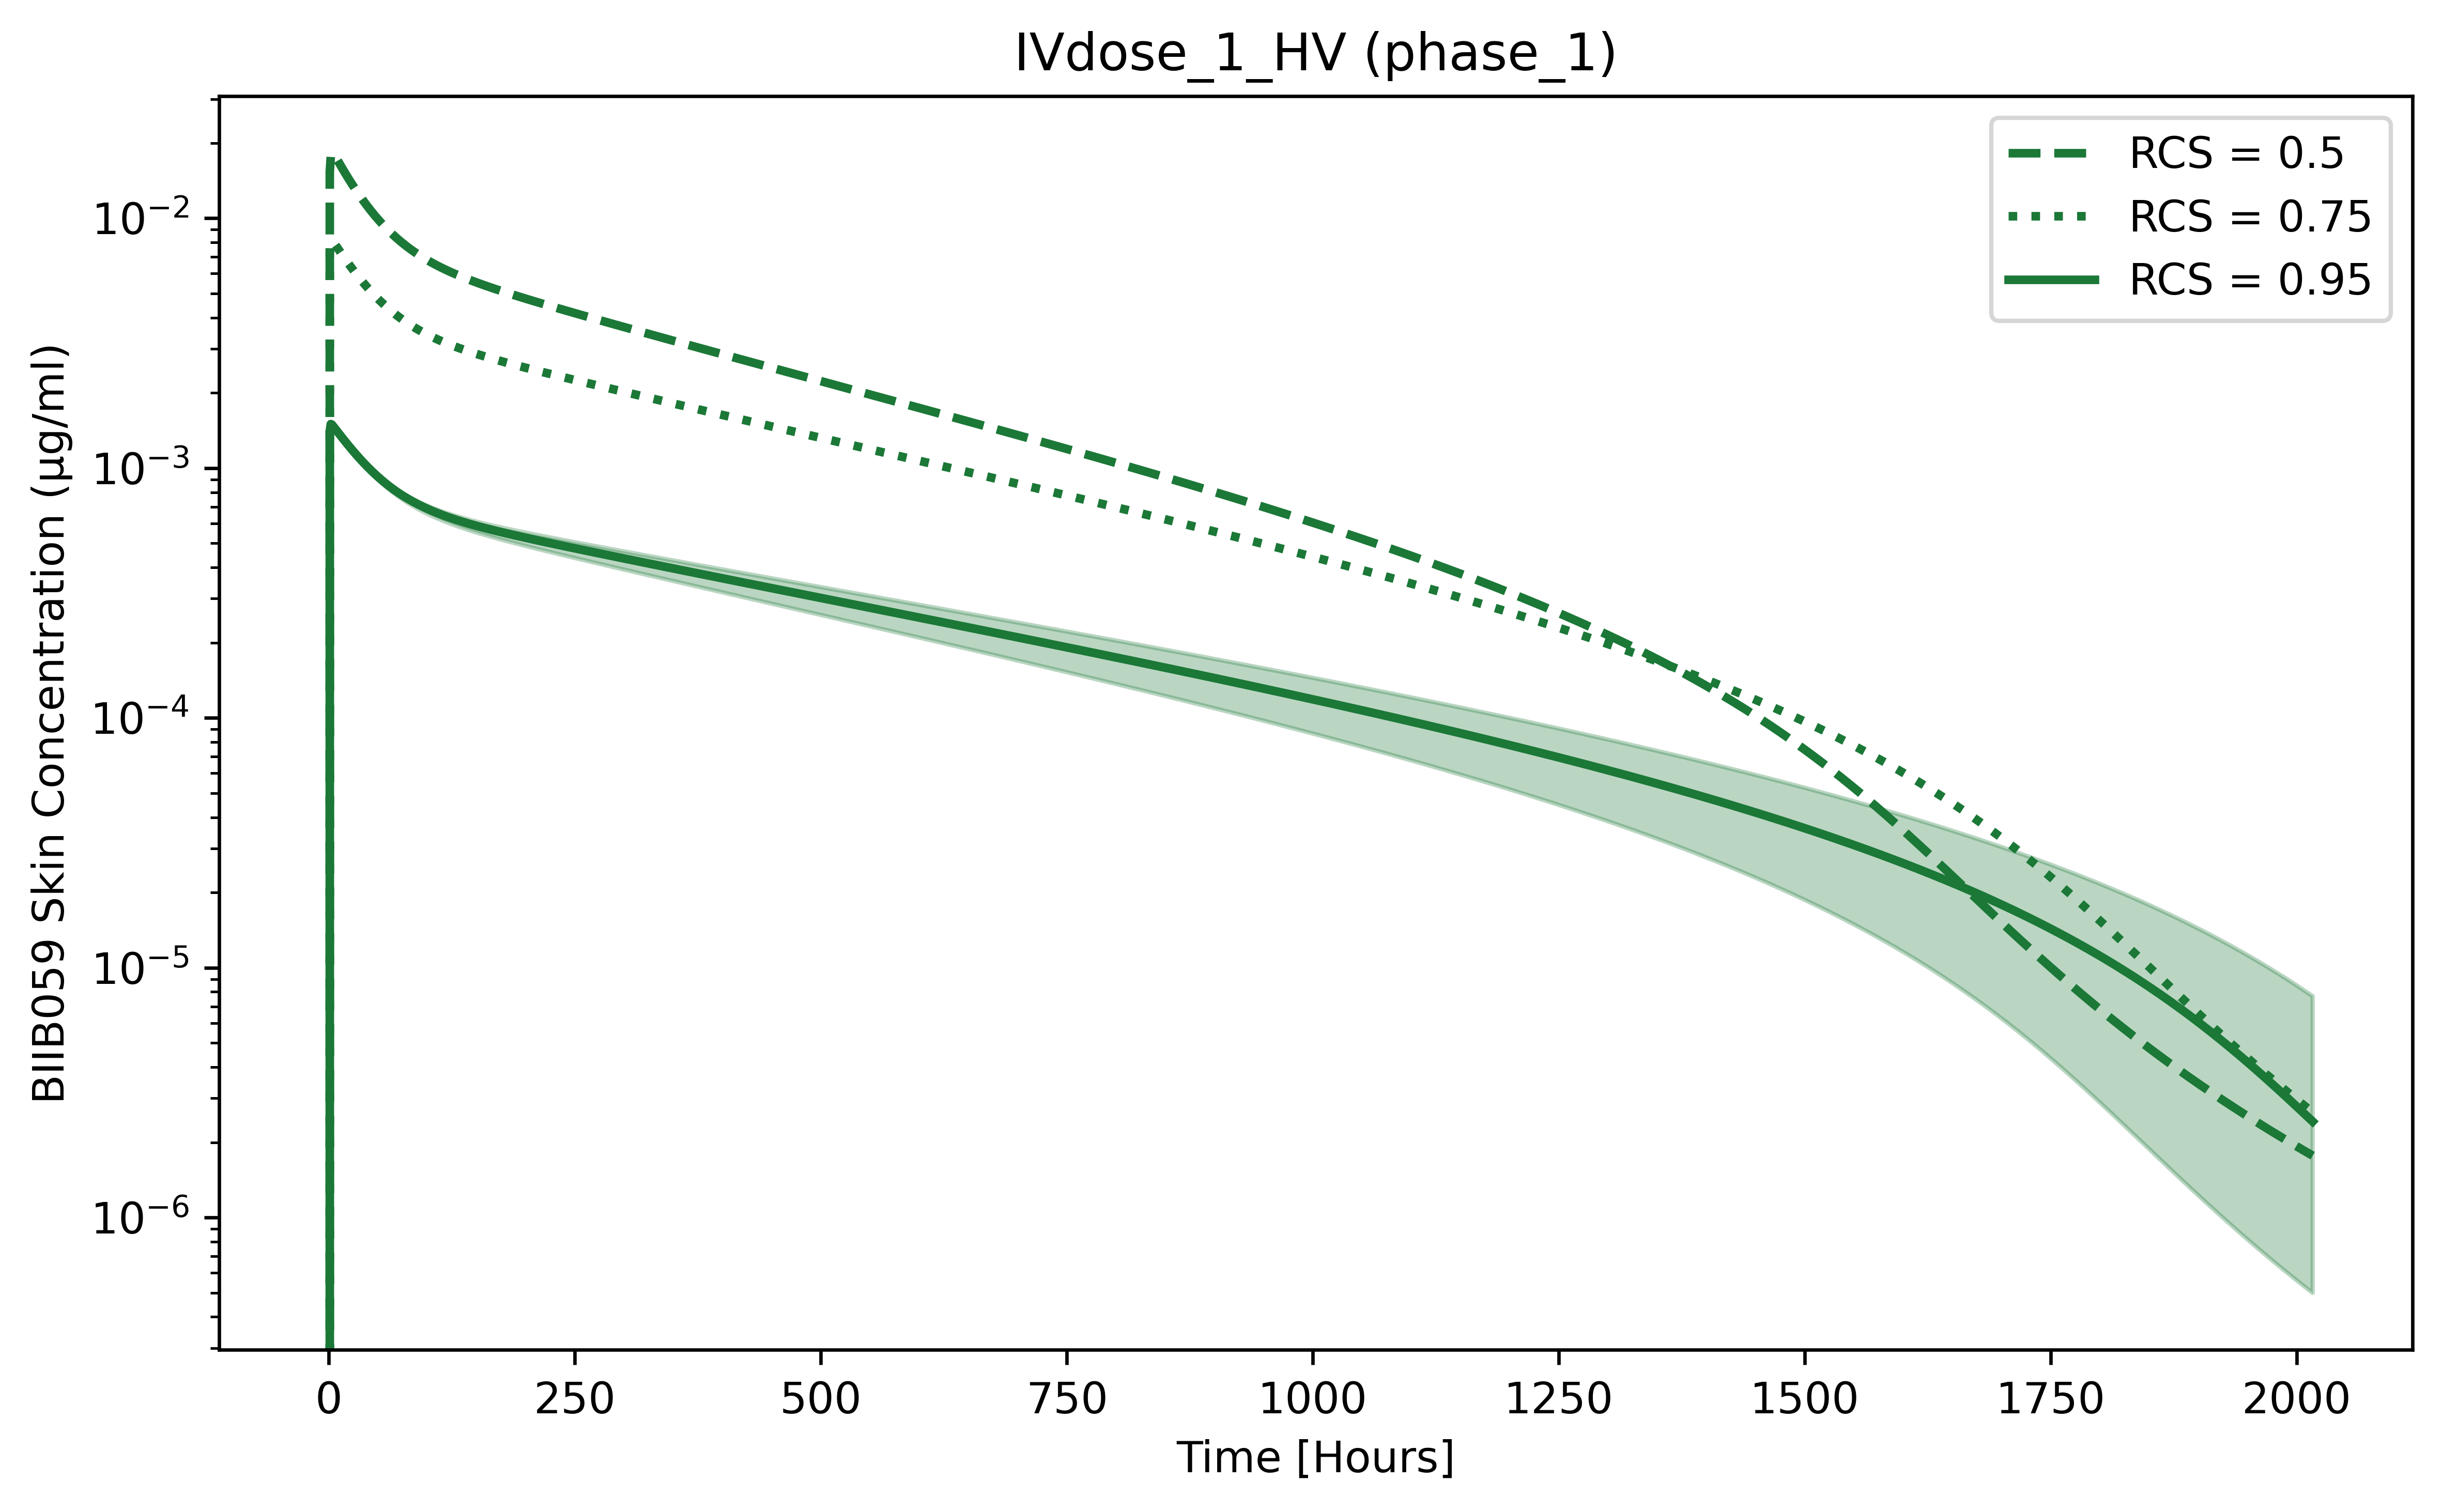 IVdose_1_HV (phase_1)
RCS = 0.5
RCS = 0.75
RCS = 0.95
BIIB059 Skin Concentration (µg/ml)
10⁻²
10⁻³
10⁻⁴
10⁻⁵
10⁻⁶
0 250 500 750 1000 1250 1500 1750 2000
Time [Hours]